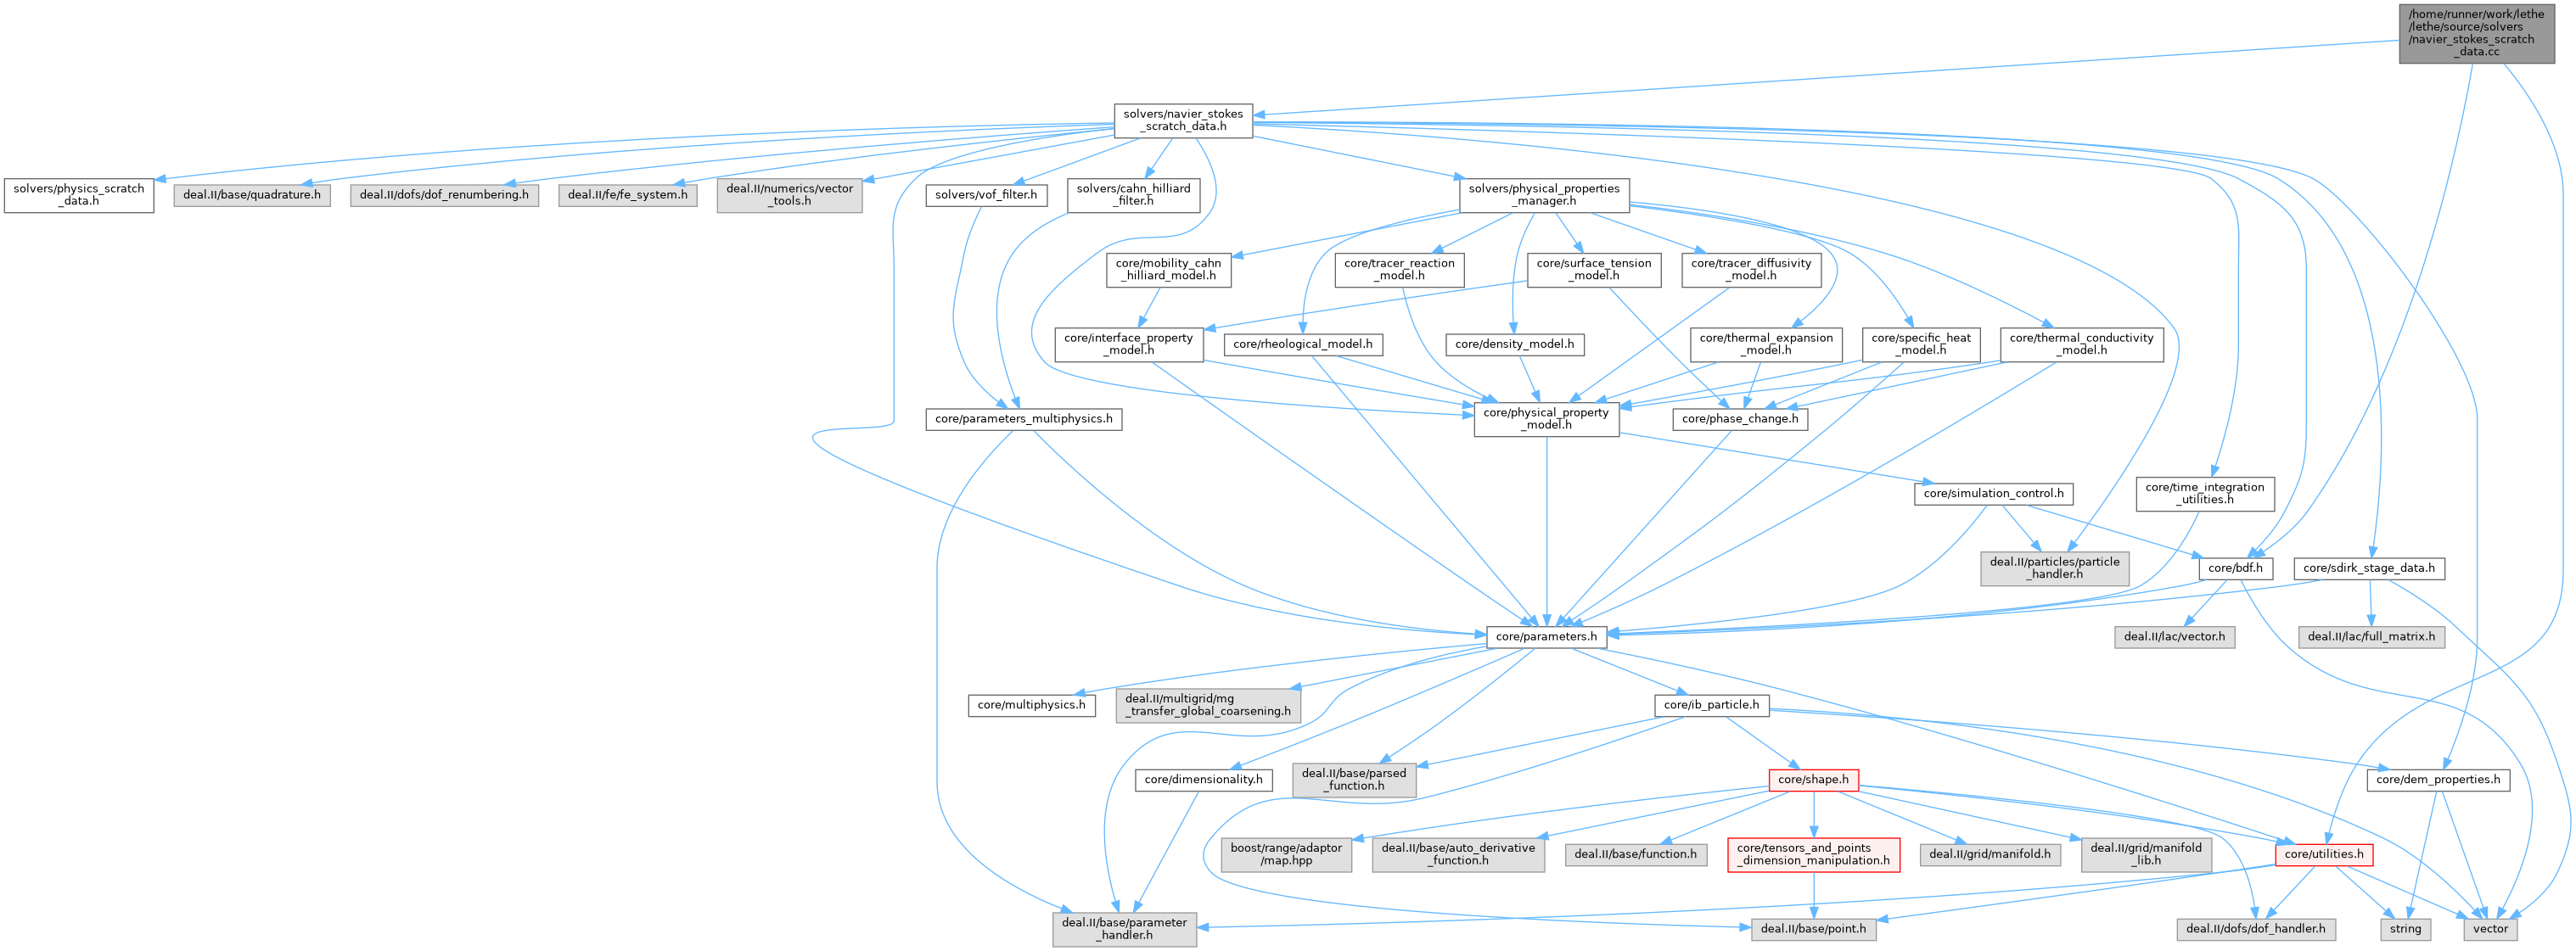 /home/runner/work/lethe
/lethe/source/solvers
/navier_stokes_scratch
_data.cc
solvers/navier_stokes
_scratch_data.h
solvers/physics_scratch
_data.h
deal.II/base/quadrature.h
deal.II/dofs/dof_renumbering.h
deal.II/fe/fe_system.h
deal.II/numerics/vector
_tools.h
solvers/vof_filter.h
solvers/cahn_hilliard
_filter.h
solvers/physical_properties
_manager.h
core/mobility_cahn
_hilliard_model.h
core/tracer_reaction
_model.h
core/surface_tension
_model.h
core/tracer_diffusivity
_model.h
core/interface_property
_model.h
core/rheological_model.h
core/density_model.h
core/thermal_expansion
_model.h
core/specific_heat
_model.h
core/thermal_conductivity
_model.h
core/parameters_multiphysics.h
core/physical_property
_model.h
core/phase_change.h
core/simulation_control.h
core/time_integration
_utilities.h
deal.II/particles/particle
_handler.h
core/bdf.h
core/sdirk_stage_data.h
core/parameters.h
deal.II/lac/vector.h
deal.II/lac/full_matrix.h
core/multiphysics.h
deal.II/multigrid/mg
_transfer_global_coarsening.h
core/ib_particle.h
core/dimensionality.h
deal.II/base/parsed
_function.h
core/shape.h
core/dem_properties.h
boost/range/adaptor
/map.hpp
deal.II/base/auto_derivative
_function.h
deal.II/base/function.h
core/tensors_and_points
_dimension_manipulation.h
deal.II/grid/manifold.h
deal.II/grid/manifold
_lib.h
core/utilities.h
deal.II/base/parameter
_handler.h
deal.II/base/point.h
deal.II/dofs/dof_handler.h
string
vector